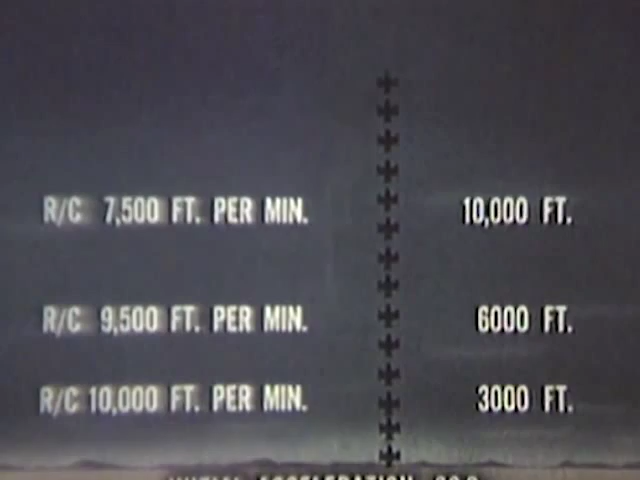 R/C 7,500 FT. PER MIN. 10,000 FT.
R/C 9,500 FT. PER MIN. 6000 FT.
R/C 10,000 FT. PER MIN. 3000 FT.